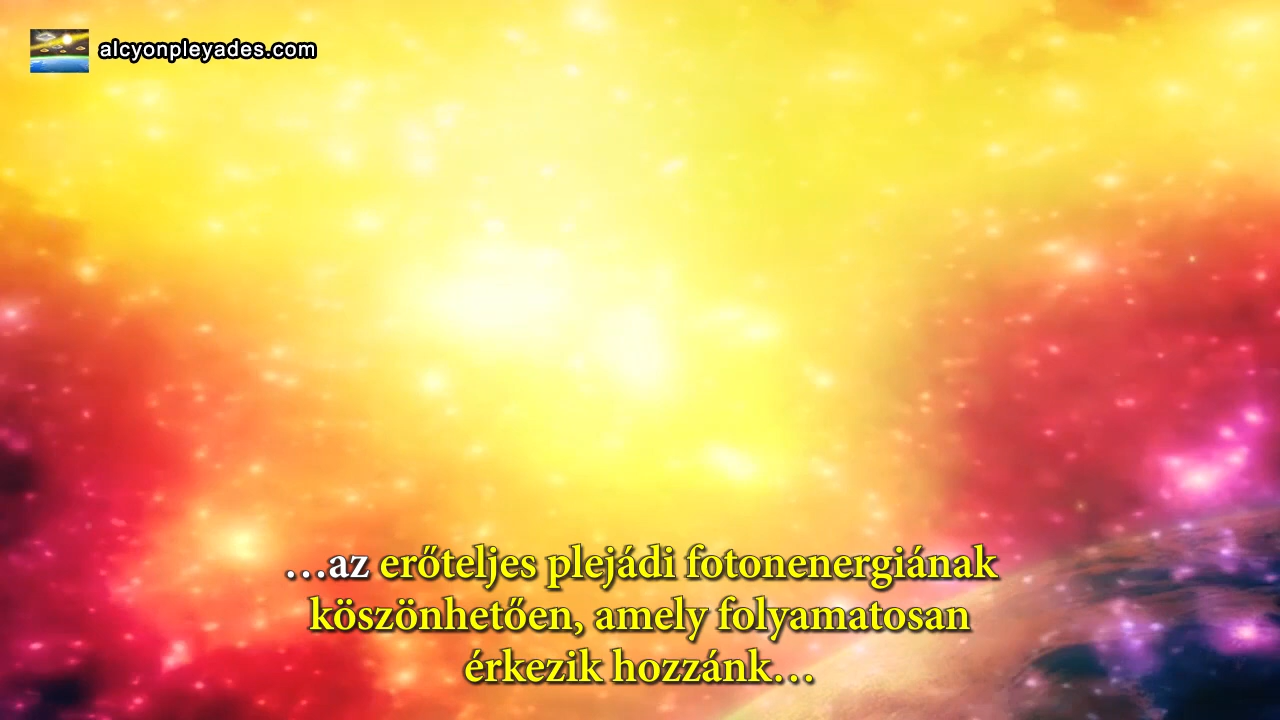 alcyonpleyades.com
…az erőteljes plejádi fotonenergiának
köszönhetően, amely folyamatosan
érkezik hozzánk…